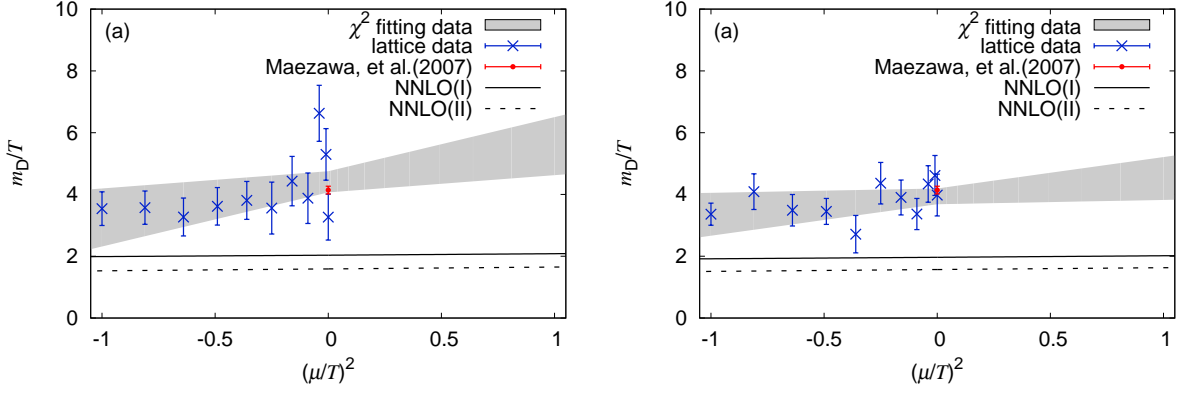 (a)
χ² fitting data
lattice data
Maezawa, et al.(2007)
NNLO(I)
NNLO(II)
10
8
6
4
2
0
m_D/T
-1
-0.5
0
0.5
1
(μ/T)²
(a)
χ² fitting data
lattice data
Maezawa, et al.(2007)
NNLO(I)
NNLO(II)
10
8
6
4
2
0
m_D/T
-1
-0.5
0
0.5
1
(μ/T)²